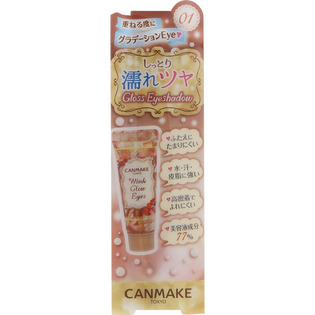 重ねる度に
グラデーションEye
01
しっとり
濡れツヤ
Gloss Eyeshadow
CANMAKE
Wink Glow
Eyes
ふたえに
たまりにくい
水・汗・
皮脂に強い
高密着で
よれにくい
美容液成分
77%
CANMAKE
TOKYO